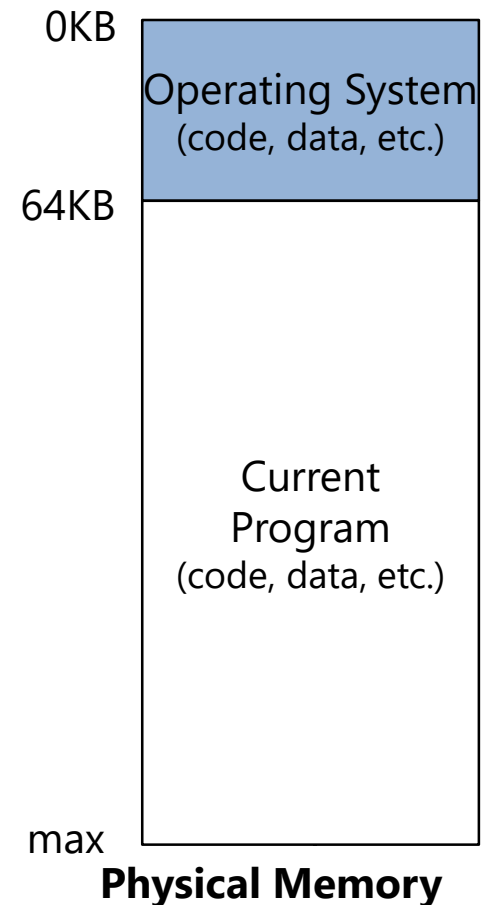 0KB
Operating System
(code, data, etc.)
64KB
Current
Program
(code, data, etc.)
max
Physical Memory